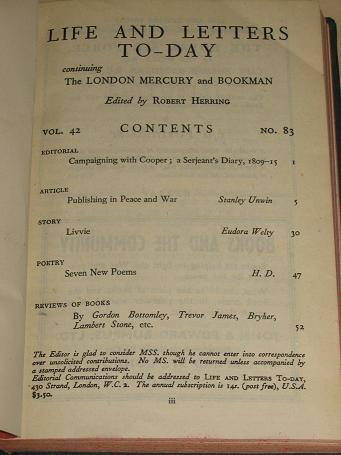 LIFE AND LETTERS
TO-DAY
continuing
The LONDON MERCURY and BOOKMAN
Edited by ROBERT HERRING
VOL. 42 CONTENTS NO. 83
EDITORIAL
Campaigning with Cooper; a Serjeant's Diary, 1809-15 1
ARTICLE
Publishing in Peace and War Stanley Unwin 5
STORY
Livvie Eudora Welty 30
POETRY
Seven New Poems H. D. 47
REVIEWS OF BOOKS
By Gordon Bottomley, Trevor James, Bryher,
Lambert Stone, etc. 52
The Editor is glad to consider MSS. though he cannot enter into correspondence
over unsolicited contributions. No MS. will be returned unless accompanied by
a stamped addressed envelope.
Editorial Communications should be addressed to LIFE AND LETTERS TO-DAY,
430 Strand, London, W.C. 2. The annual subscription is 14s. (post free), U.S.A.
$3.50.
iii